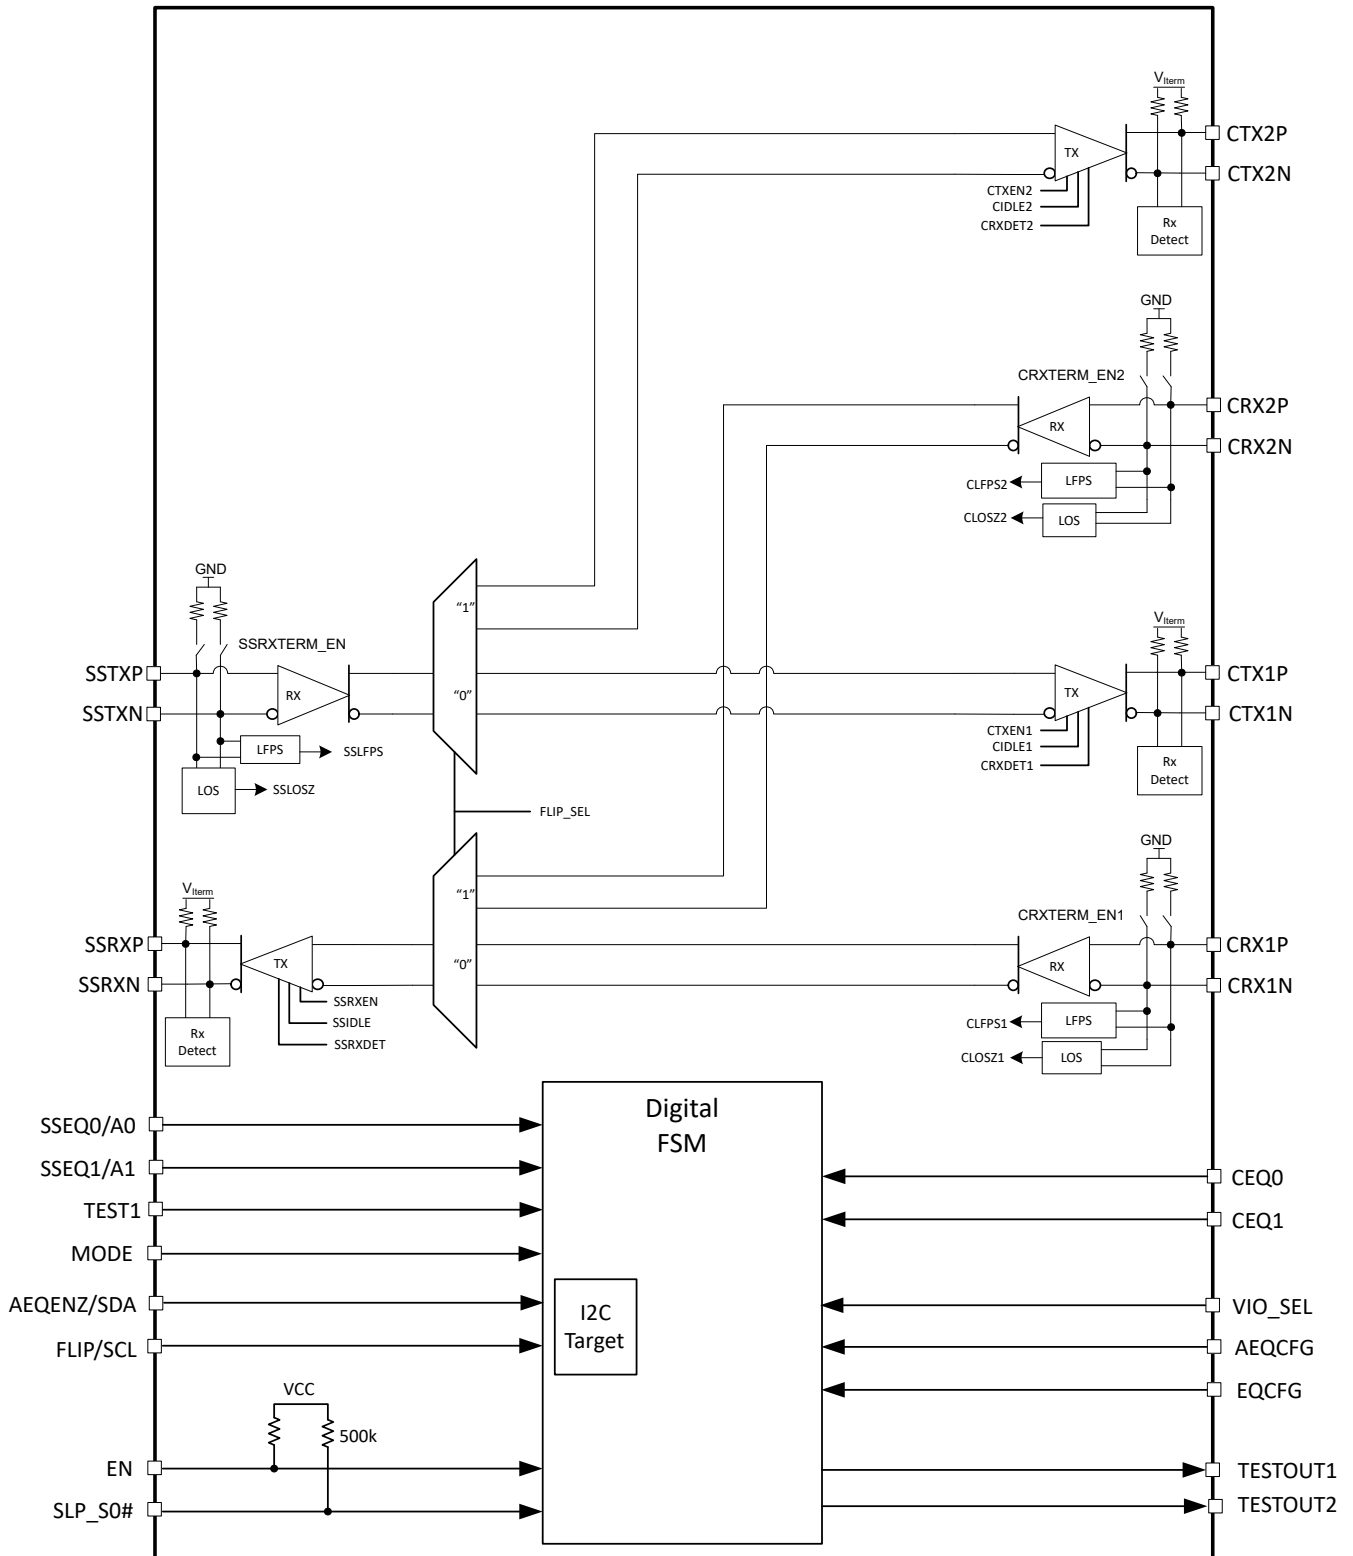 V_Iterm
CTX2P
TX
CTX2N
CTXEN2
CIDLE2
CRXDET2
Rx
Detect
GND
CRXTERM_EN2
CRX2P
RX
CRX2N
CLFPS2
LFPS
CLOSZ2
LOS
GND
"1"
SSRXTERM_EN
V_Iterm
SSTXP
RX
"0"
TX
CTX1P
SSTXN
CTX1N
LFPS
SSLFPS
CTXEN1
CIDLE1
CRXDET1
Rx
Detect
LOS
SSLOSZ
FLIP_SEL
GND
V_Iterm
"1"
CRXTERM_EN1
SSRXP
CRX1P
TX
"0"
RX
SSRXN
CRX1N
SSRXEN
SSIDLE
SSRXDET
Rx
Detect
CLFPS1
LFPS
CLOSZ1
LOS
Digital
FSM
SSEQ0/A0
SSEQ1/A1
TEST1
MODE
AEQENZ/SDA
FLIP/SCL
I2C
Target
CEQ0
CEQ1
VIO_SEL
AEQCFG
EQCFG
VCC
500k
EN
SLP_S0#
TESTOUT1
TESTOUT2